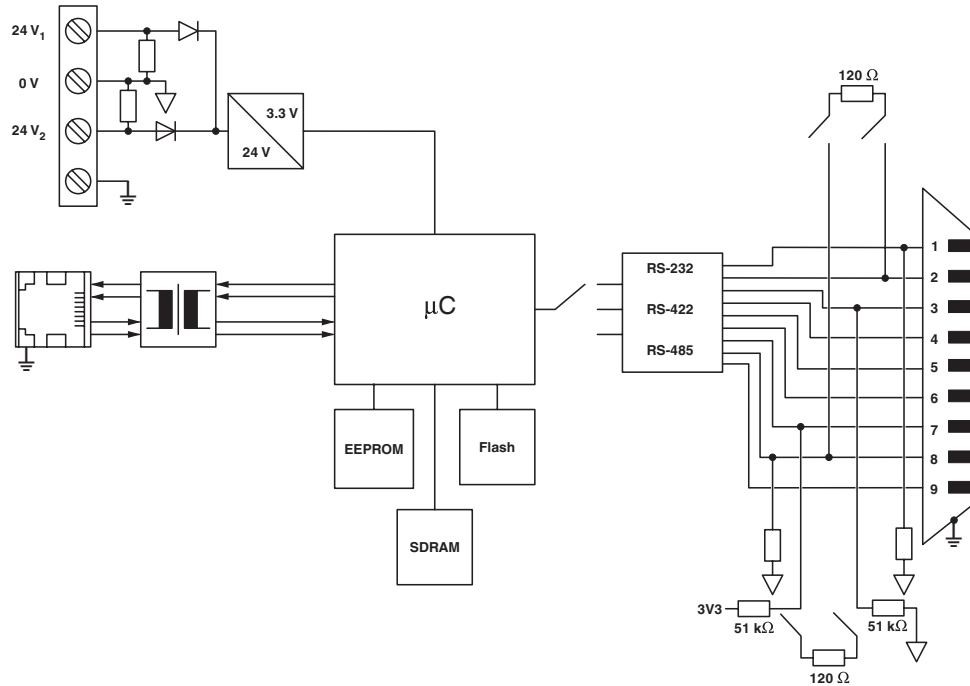 24 V1
0 V
24 V2
3.3 V
24 V
120 Ω
μC
EEPROM
Flash
SDRAM
RS-232
RS-422
RS-485
1
2
3
4
5
6
7
8
9
3V3
51 kΩ
51 kΩ
120 Ω